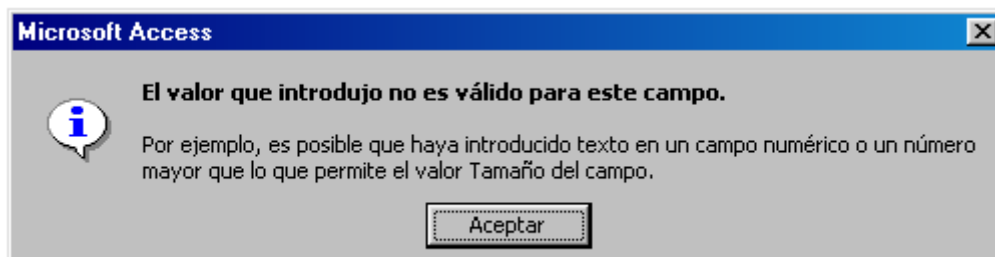 Microsoft Access
El valor que introdujo no es válido para este campo.
Por ejemplo, es posible que haya introducido texto en un campo numérico o un número
mayor que lo que permite el valor Tamaño del campo.
Aceptar